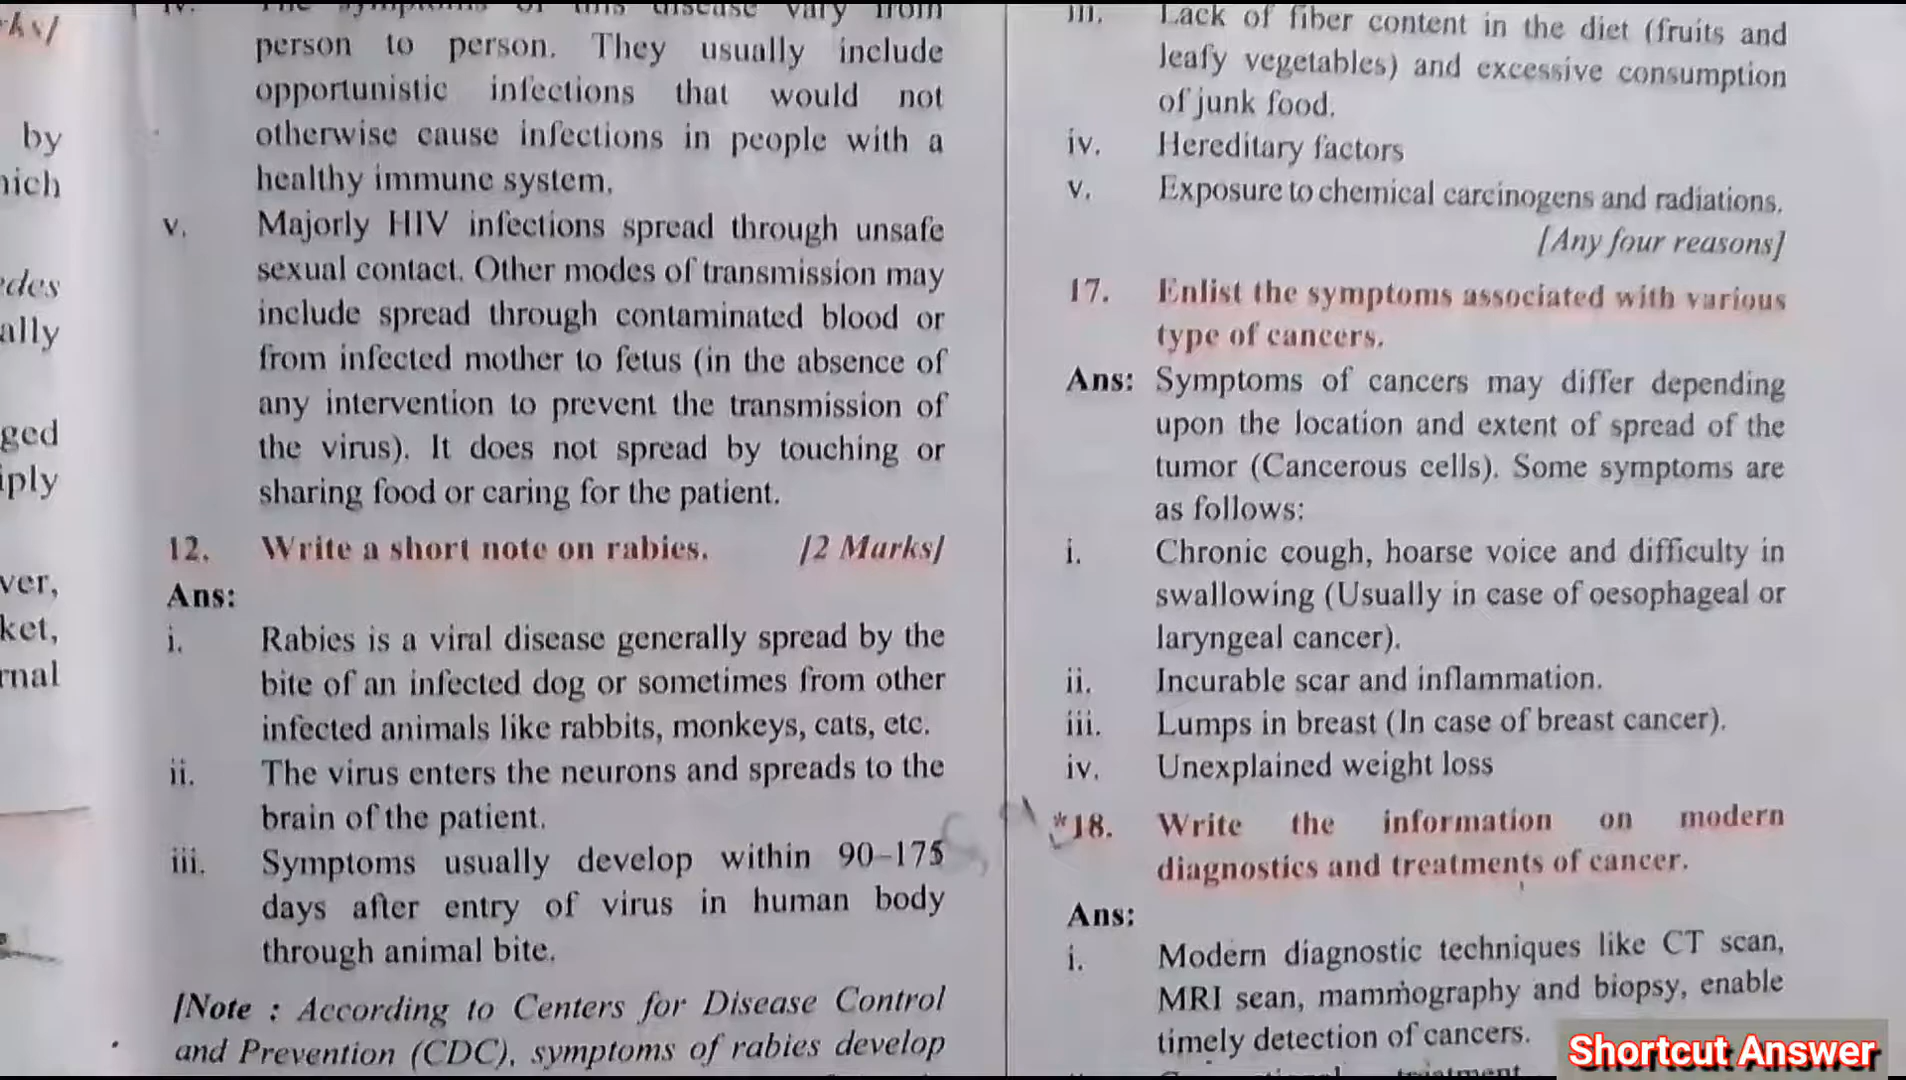 rks]
by
hich
edes
ally
ged
iply
ver,
ket,
rnal
iv. The symptoms of this disease vary from
person to person. They usually include
opportunistic infections that would not
otherwise cause infections in people with a
healthy immune system.
v. Majorly HIV infections spread through unsafe
sexual contact. Other modes of transmission may
include spread through contaminated blood or
from infected mother to fetus (in the absence of
any intervention to prevent the transmission of
the virus). It does not spread by touching or
sharing food or caring for the patient.
12. Write a short note on rabies. [2 Marks]
Ans:
i. Rabies is a viral disease generally spread by the
bite of an infected dog or sometimes from other
infected animals like rabbits, monkeys, cats, etc.
ii. The virus enters the neurons and spreads to the
brain of the patient.
iii. Symptoms usually develop within 90–175
days after entry of virus in human body
through animal bite.
[Note : According to Centers for Disease Control
and Prevention (CDC), symptoms of rabies develop
iii. Lack of fiber content in the diet (fruits and
leafy vegetables) and excessive consumption
of junk food.
iv. Hereditary factors
v. Exposure to chemical carcinogens and radiations.
[Any four reasons]
17. Enlist the symptoms associated with various
type of cancers.
Ans: Symptoms of cancers may differ depending
upon the location and extent of spread of the
tumor (Cancerous cells). Some symptoms are
as follows:
i. Chronic cough, hoarse voice and difficulty in
swallowing (Usually in case of oesophageal or
laryngeal cancer).
ii. Incurable scar and inflammation.
iii. Lumps in breast (In case of breast cancer).
iv. Unexplained weight loss
*18. Write the information on modern
diagnostics and treatments of cancer.
Ans:
i. Modern diagnostic techniques like CT scan,
MRI scan, mammography and biopsy, enable
timely detection of cancers.
Shortcut Answer